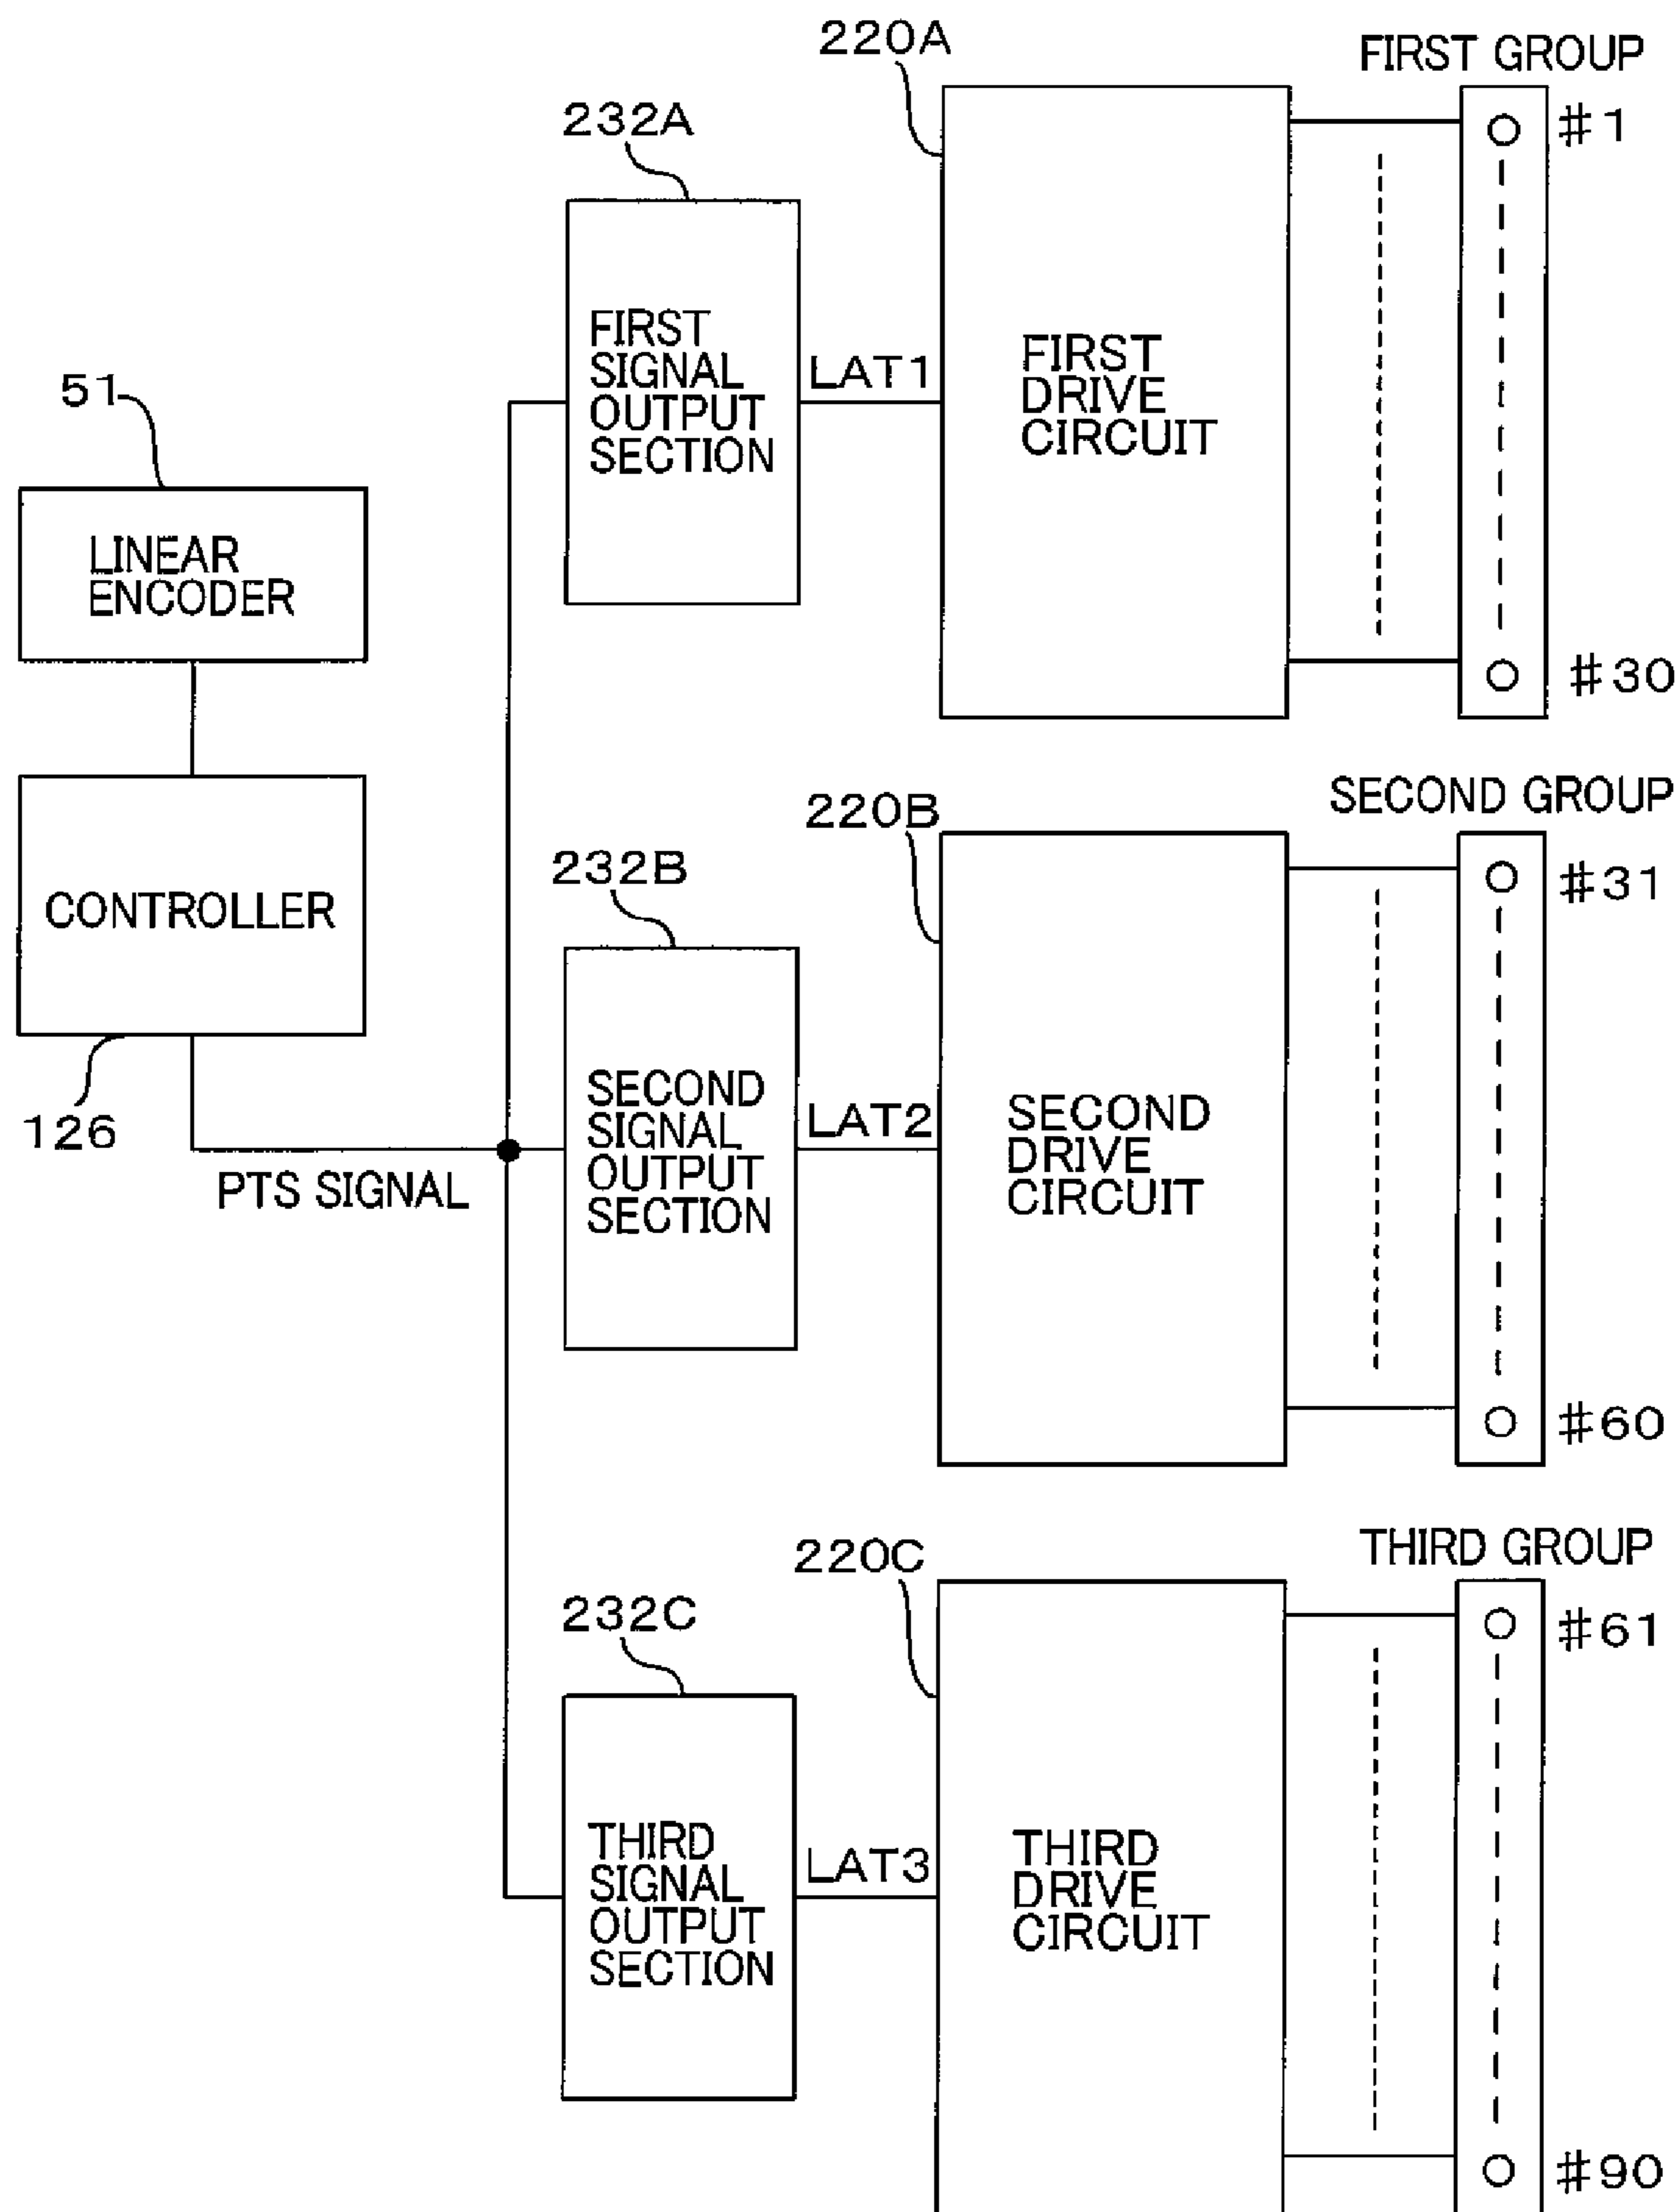 220A
FIRST GROUP
232A
#1
FIRST
SIGNAL
OUTPUT
SECTION
LAT1
FIRST
DRIVE
CIRCUIT
51
LINEAR
ENCODER
#30
CONTROLLER
126
PTS SIGNAL
220B
SECOND GROUP
232B
#31
SECOND
SIGNAL
OUTPUT
SECTION
LAT2
SECOND
DRIVE
CIRCUIT
#60
220C
THIRD GROUP
232C
#61
THIRD
SIGNAL
OUTPUT
SECTION
LAT3
THIRD
DRIVE
CIRCUIT
#90